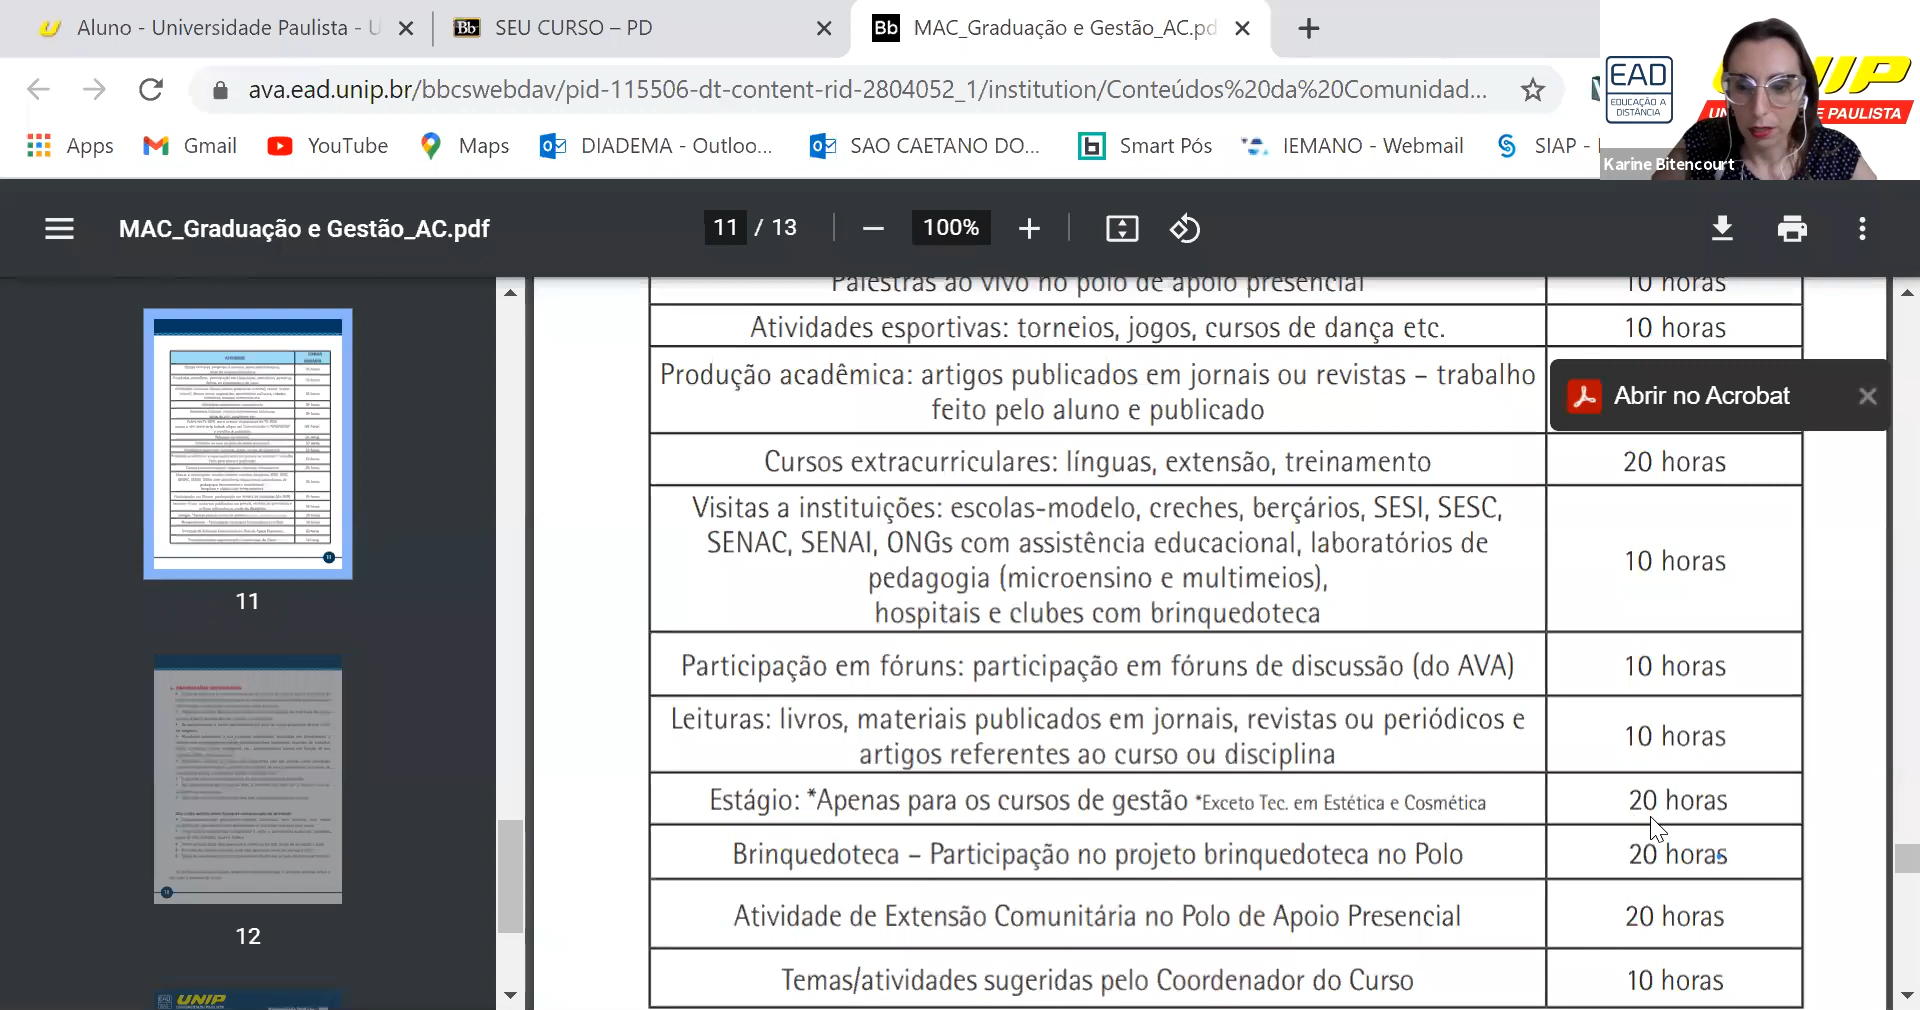 Aluno - Universidade Paulista - U
SEU CURSO – PD
MAC_Graduação e Gestão_AC.pd
ava.ead.unip.br/bbcswebdav/pid-115506-dt-content-rid-2804052_1/institution/Conteúdos%20da%20Comunidad...
Apps
Gmail
YouTube
Maps
DIADEMA - Outloo...
SAO CAETANO DO...
Smart Pós
IEMANO - Webmail
SIAP -
EAD
EDUCAÇÃO A
DISTÂNCIA
UNIP
E PAULISTA
Karine Bitencourt
MAC_Graduação e Gestão_AC.pdf
11 / 13
100%
Palestras ao vivo no polo de apoio presencial
10 horas
Atividades esportivas: torneios, jogos, cursos de dança etc.
10 horas
Produção acadêmica: artigos publicados em jornais ou revistas – trabalho
feito pelo aluno e publicado
Abrir no Acrobat
Cursos extracurriculares: línguas, extensão, treinamento
20 horas
Visitas a instituições: escolas-modelo, creches, berçários, SESI, SESC,
SENAC, SENAI, ONGs com assistência educacional, laboratórios de
pedagogia (microensino e multimeios),
hospitais e clubes com brinquedoteca
10 horas
Participação em fóruns: participação em fóruns de discussão (do AVA)
10 horas
Leituras: livros, materiais publicados em jornais, revistas ou periódicos e
artigos referentes ao curso ou disciplina
10 horas
Estágio: *Apenas para os cursos de gestão *Exceto Tec. em Estética e Cosmética
20 horas
Brinquedoteca – Participação no projeto brinquedoteca no Polo
20 horas
Atividade de Extensão Comunitária no Polo de Apoio Presencial
20 horas
Temas/atividades sugeridas pelo Coordenador do Curso
10 horas
11
12
EAD
UNIP